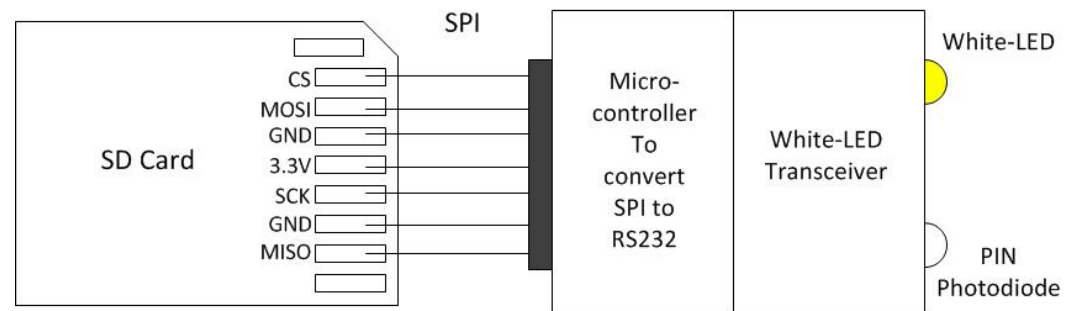 SPI
SD Card
CS
MOSI
GND
3.3V
SCK
GND
MISO
Micro-
controller
To
convert
SPI to
RS232
White-LED
Transceiver
White-LED
PIN
Photodiode